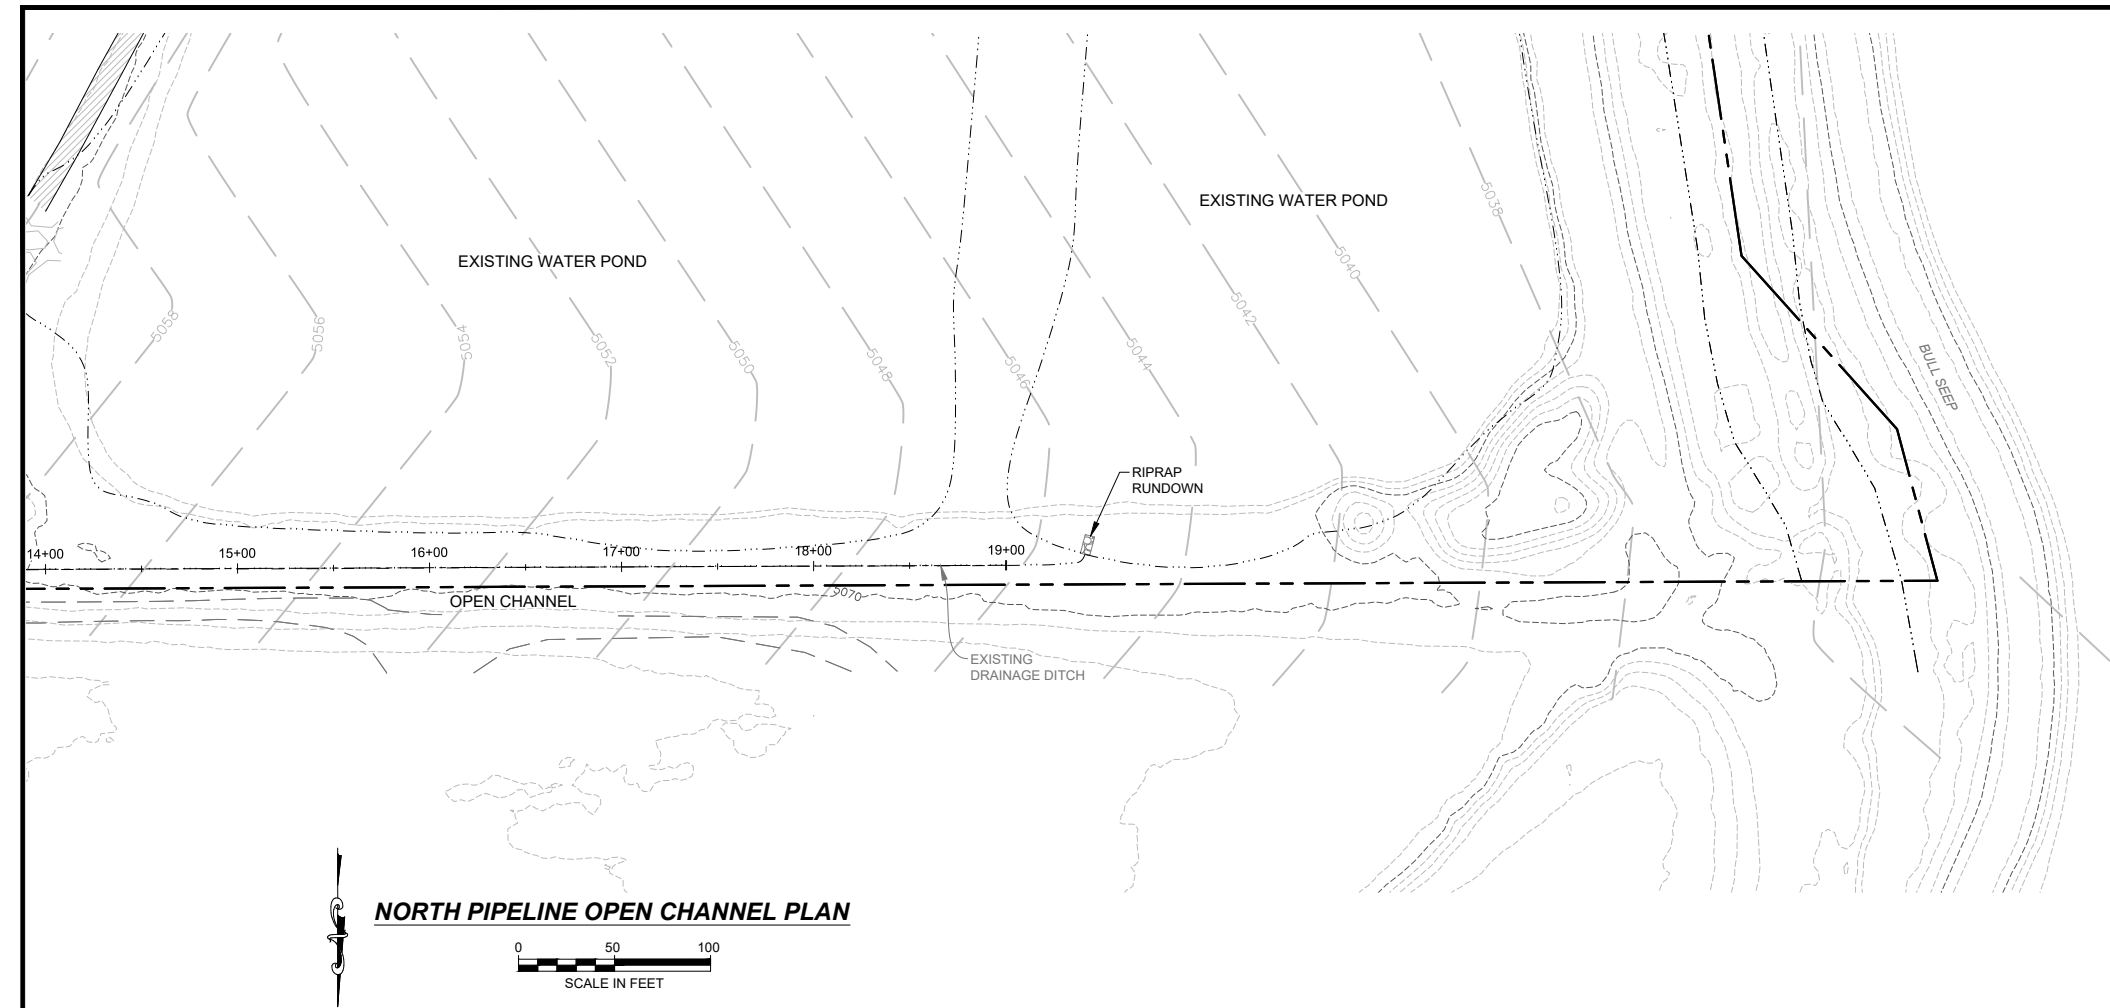 EXISTING WATER POND
5038
5040
EXISTING WATER POND
5042
5058
5056
5054
5052
5050
5048
5046
5044
BULL SEEP
RIPRAP
RUNDOWN
14+00
15+00
16+00
17+00
18+00
19+00
OPEN CHANNEL
5070
EXISTING
DRAINAGE DITCH
NORTH PIPELINE OPEN CHANNEL PLAN
0 50 100
SCALE IN FEET